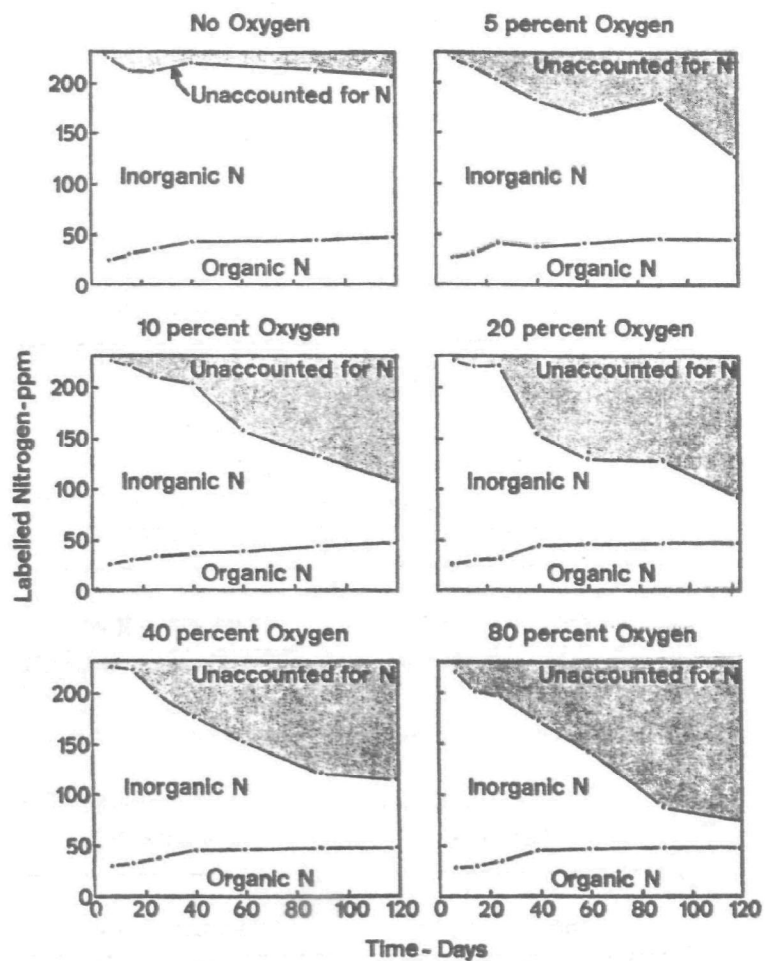 No Oxygen
5 percent Oxygen
200
150
100
50
0
Unaccounted for N
Inorganic N
Organic N
Unaccounted for N
Inorganic N
Organic N
10 percent Oxygen
20 percent Oxygen
Labelled Nitrogen-ppm
200
150
100
50
0
Unaccounted for N
Inorganic N
Organic N
Unaccounted for N
Inorganic N
Organic N
40 percent Oxygen
80 percent Oxygen
200
150
100
50
0
Unaccounted for N
Inorganic N
Organic N
Unaccounted for N
Inorganic N
Organic N
0 20 40 60 80 100 120
0 20 40 60 80 100 120
Time - Days